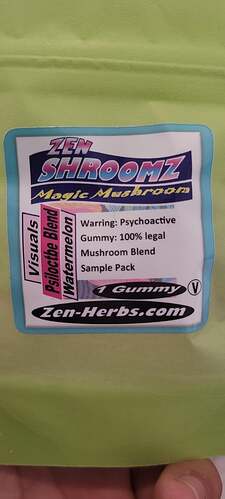 ZEN
SHROOMZ
Magic Mushroom
Visuals
Psiloctbe Blend
Watermelon
Warring: Psychoactive
Gummy: 100% legal
Mushroom Blend
Sample Pack
1 Gummy
V
Zen-Herbs.com